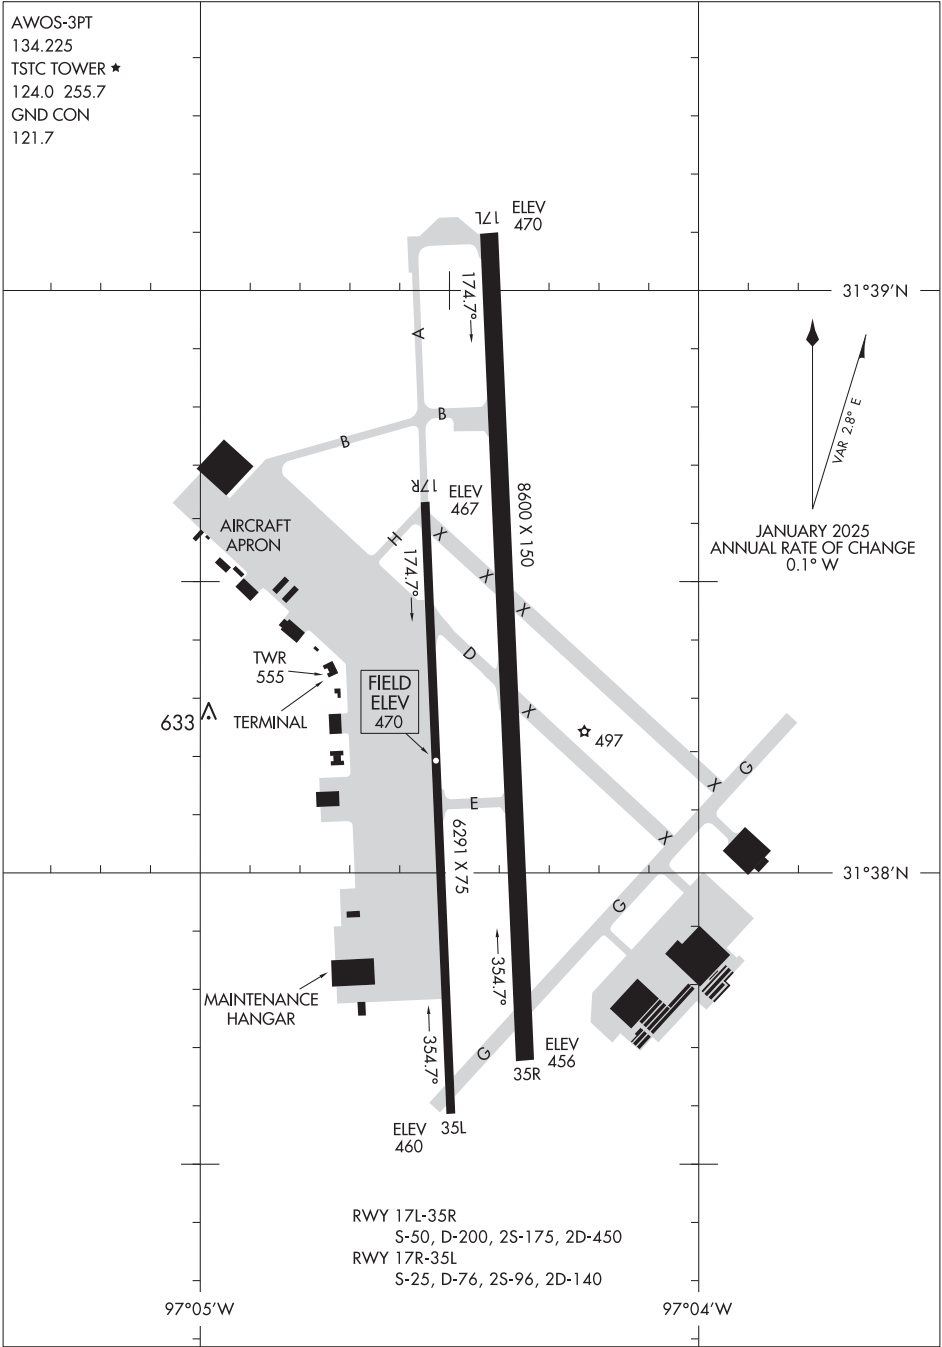 AWOS-3PT
134.225
TSTC TOWER ★
124.0 255.7
GND CON
121.7
17L
ELEV
470
174.7°
31°39'N
A
B
B
VAR 2.8° E
JANUARY 2025
ANNUAL RATE OF CHANGE
0.1° W
17R
ELEV
467
8600 X 150
AIRCRAFT
APRON
H
X
174.7°
X
X
D
TWR
555
FIELD
ELEV
470
633
TERMINAL
X
497
G
X
E
6291 X 75
X
31°38'N
G
354.7°
MAINTENANCE
HANGAR
354.7°
G
ELEV
456
35R
ELEV
460
35L
RWY 17L-35R
S-50, D-200, 2S-175, 2D-450
RWY 17R-35L
S-25, D-76, 2S-96, 2D-140
97°05'W
97°04'W